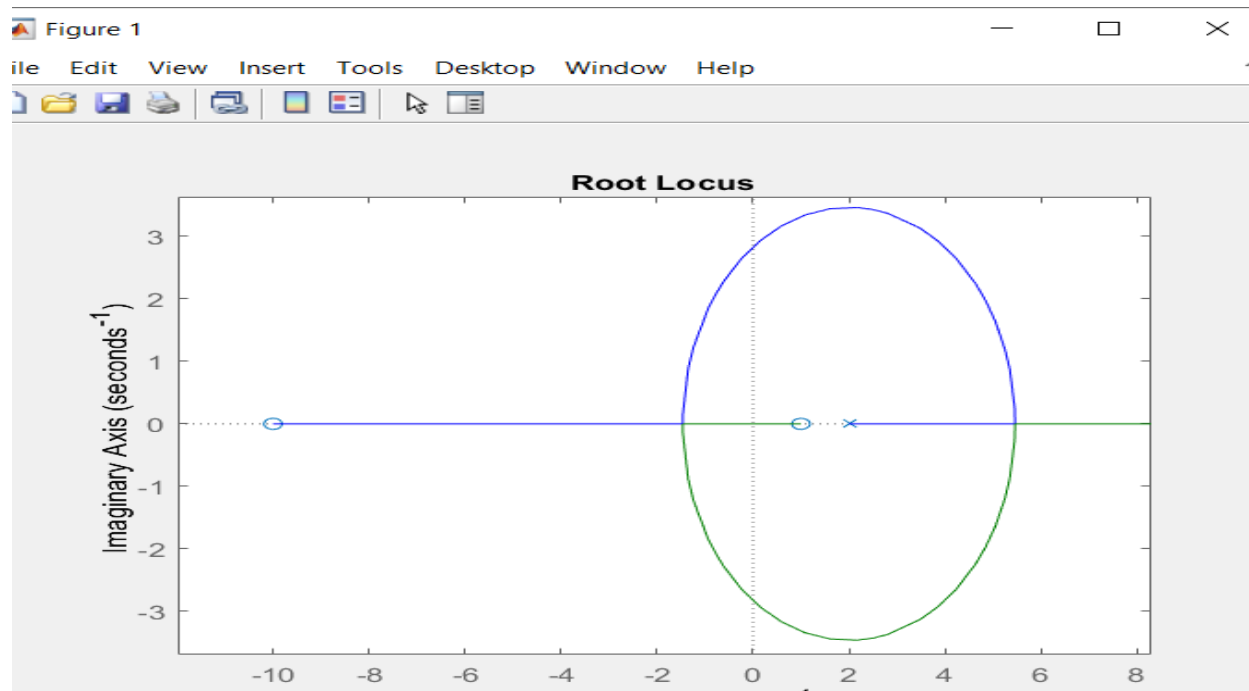 Figure 1
ile Edit View Insert Tools Desktop Window Help
Root Locus
Imaginary Axis (seconds⁻¹)
3
2
1
0
-1
-2
-3
-10 -8 -6 -4 -2 0 2 4 6 8